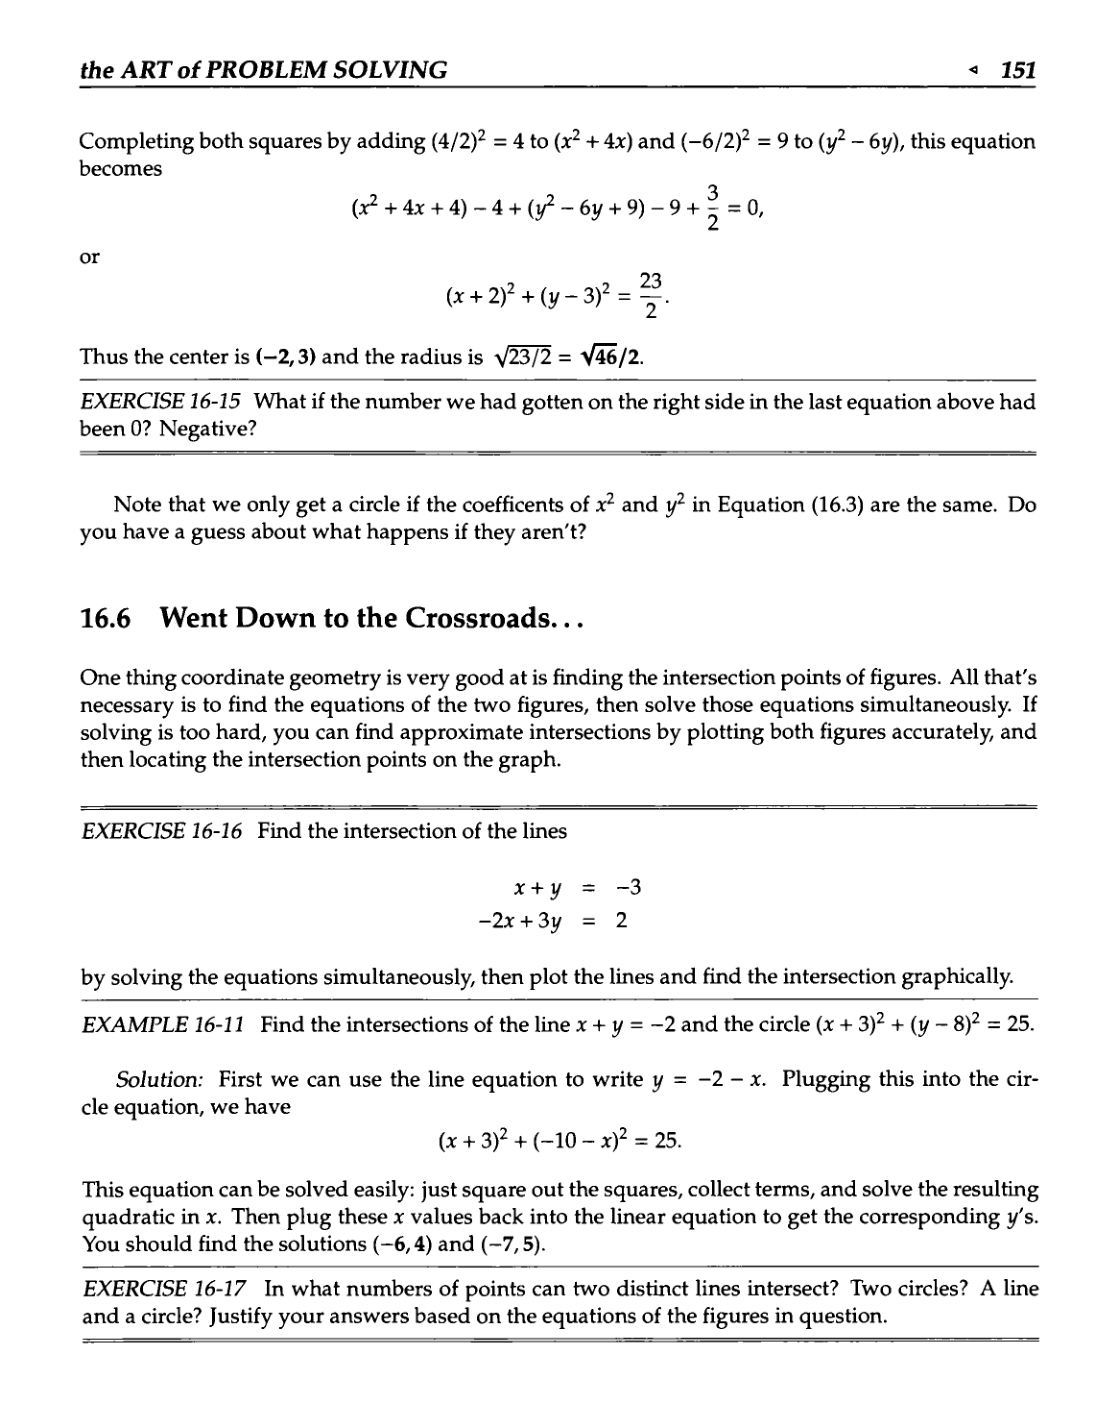 the ART of PROBLEM SOLVING ◃ 151
Completing both squares by adding (4/2)² = 4 to (x² + 4x) and (−6/2)² = 9 to (y² − 6y), this equation
becomes
(x² + 4x + 4) − 4 + (y² − 6y + 9) − 9 + 3/2 = 0,
or
(x + 2)² + (y − 3)² = 23/2.
Thus the center is (−2, 3) and the radius is √23/2 = √46/2.
EXERCISE 16-15 What if the number we had gotten on the right side in the last equation above had
been 0? Negative?
Note that we only get a circle if the coefficents of x² and y² in Equation (16.3) are the same. Do
you have a guess about what happens if they aren't?
16.6 Went Down to the Crossroads...
One thing coordinate geometry is very good at is finding the intersection points of figures. All that's
necessary is to find the equations of the two figures, then solve those equations simultaneously. If
solving is too hard, you can find approximate intersections by plotting both figures accurately, and
then locating the intersection points on the graph.
EXERCISE 16-16 Find the intersection of the lines
x + y = −3
−2x + 3y = 2
by solving the equations simultaneously, then plot the lines and find the intersection graphically.
EXAMPLE 16-11 Find the intersections of the line x + y = −2 and the circle (x + 3)² + (y − 8)² = 25.
Solution: First we can use the line equation to write y = −2 − x. Plugging this into the cir-
cle equation, we have
(x + 3)² + (−10 − x)² = 25.
This equation can be solved easily: just square out the squares, collect terms, and solve the resulting
quadratic in x. Then plug these x values back into the linear equation to get the corresponding y's.
You should find the solutions (−6, 4) and (−7, 5).
EXERCISE 16-17 In what numbers of points can two distinct lines intersect? Two circles? A line
and a circle? Justify your answers based on the equations of the figures in question.